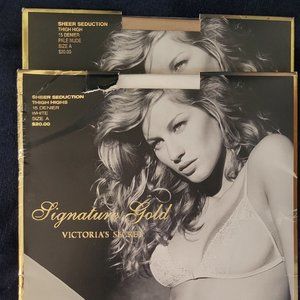 SHEER SEDUCTION
THIGH HIGH
15 DENIER
PALE NUDE
SIZE A
$20.00
SHEER SEDUCTION
THIGH HIGHS
15 DENIER
WHITE
SIZE A
$20.00
Signature Gold
VICTORIA'S SECRET